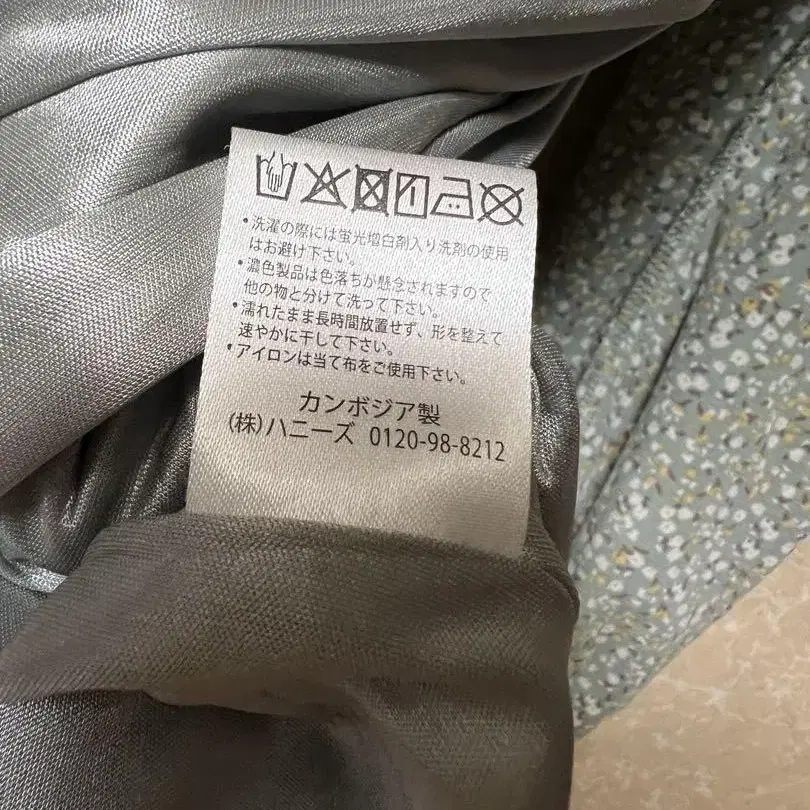 ・洗濯の際には蛍光増白剤入り洗剤の使用
はお避け下さい。
・濃色製品は色落ちが懸念されますので
他の物と分けて洗って下さい。
・濡れたまま長時間放置せず、形を整えて
速やかに干して下さい。
・アイロンは当て布をご使用下さい。
カンボジア製
(株)ハニーズ 0120-98-8212